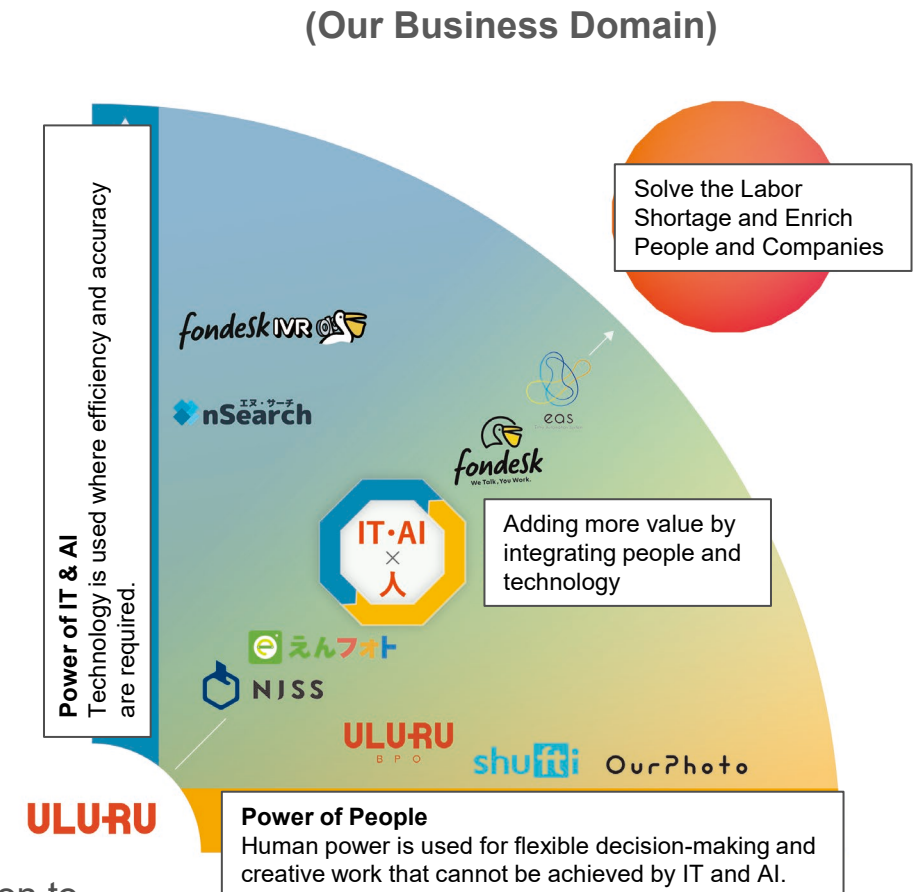 (Our Business Domain)
Power of IT & AI
Technology is used where efficiency and accuracy
are required.
Solve the Labor
Shortage and Enrich
People and Companies
fondesk IVR
エヌ・サーチ
nSearch
eas
fondesk
We Talk, You Work.
IT・AI
×
人
Adding more value by
integrating people and
technology
e えんフォト
NJSS
ULURU
BPO
shufti
OurPhoto
ULURU
Power of People
Human power is used for flexible decision-making and
creative work that cannot be achieved by IT and AI.